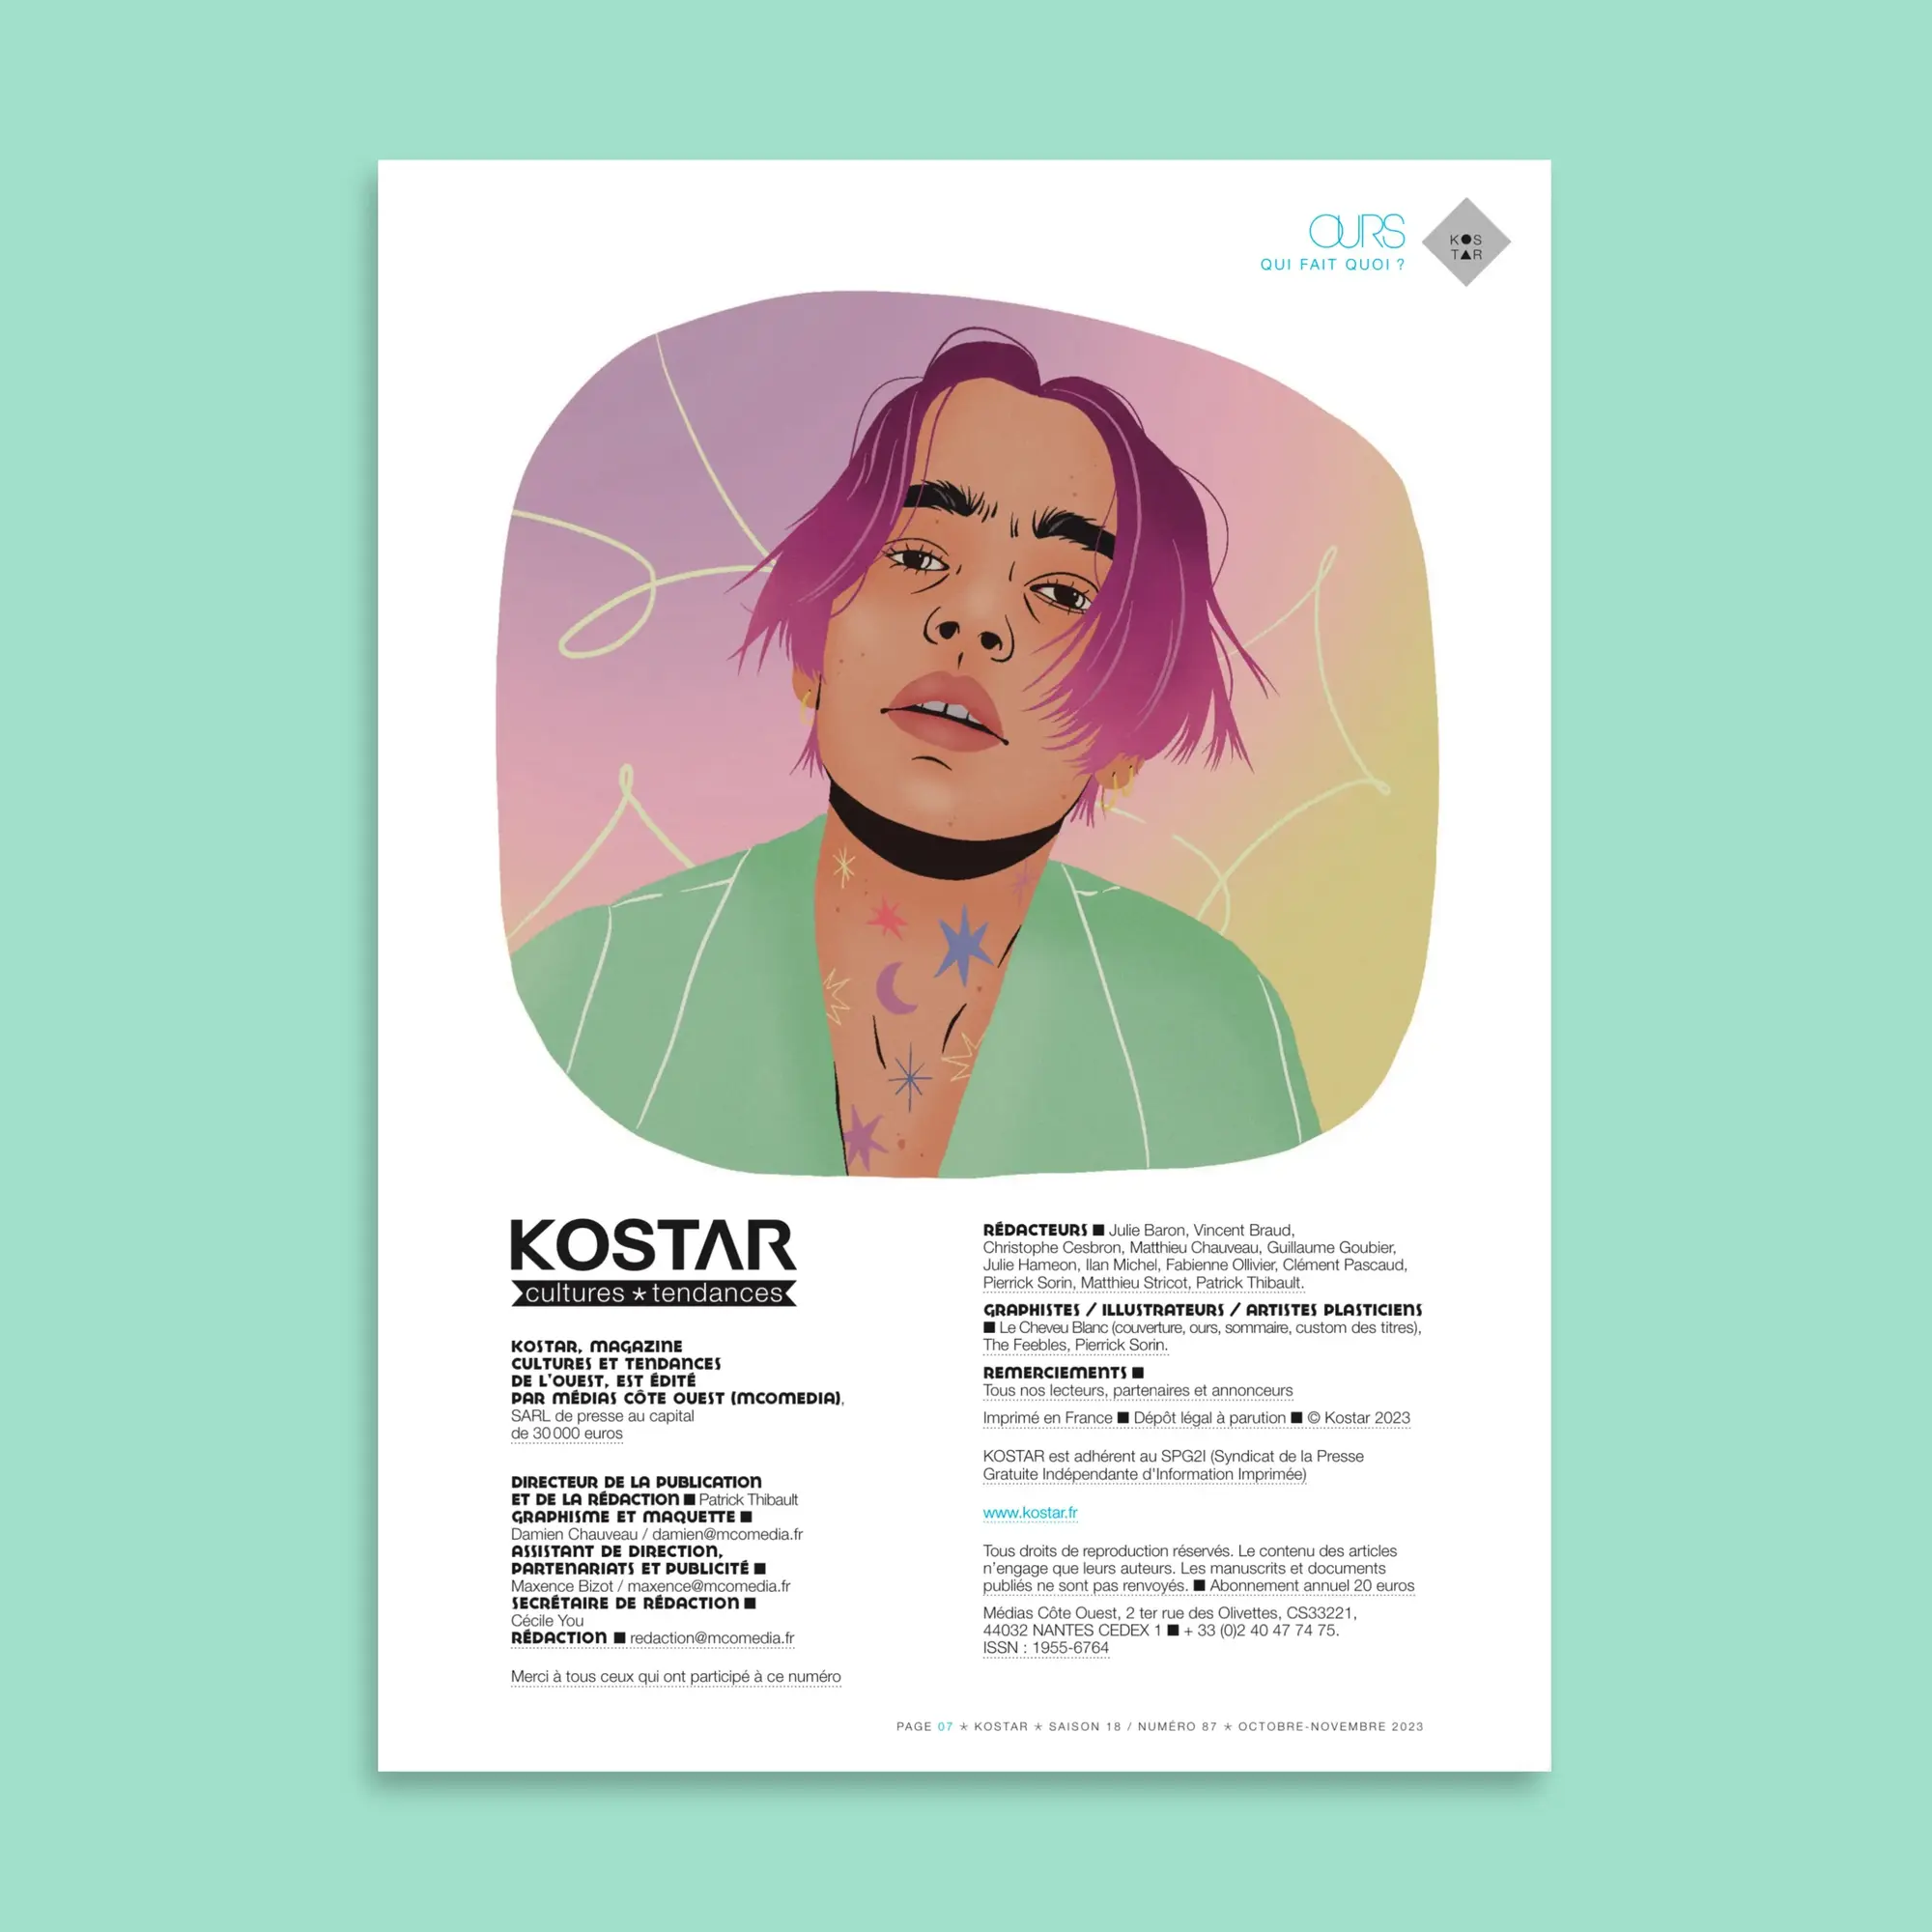 OURS
QUI FAIT QUOI ?
KOS
TAR
KOSTAR
cultures * tendances
KOSTAR, MAGAZINE
CULTURES ET TENDANCES
DE L'OUEST, EST ÉDITÉ
PAR MÉDIAS CÔTE OUEST (MCOMEDIA),
SARL de presse au capital
de 30 000 euros
DIRECTEUR DE LA PUBLICATION
ET DE LA RÉDACTION ■ Patrick Thibault
GRAPHISME ET MAQUETTE ■
Damien Chauveau / damien@mcomedia.fr
ASSISTANT DE DIRECTION,
PARTENARIATS ET PUBLICITÉ ■
Maxence Bizot / maxence@mcomedia.fr
SECRÉTAIRE DE RÉDACTION ■
Cécile You
RÉDACTION ■ redaction@mcomedia.fr
Merci à tous ceux qui ont participé à ce numéro
RÉDACTEURS ■ Julie Baron, Vincent Braud,
Christophe Cesbron, Matthieu Chauveau, Guillaume Goubier,
Julie Hameon, Ilan Michel, Fabienne Ollivier, Clément Pascaud,
Pierrick Sorin, Matthieu Stricot, Patrick Thibault.
GRAPHISTES / ILLUSTRATEURS / ARTISTES PLASTICIENS
■ Le Cheveu Blanc (couverture, ours, sommaire, custom des titres),
The Feebles, Pierrick Sorin.
REMERCIEMENTS ■
Tous nos lecteurs, partenaires et annonceurs
Imprimé en France ■ Dépôt légal à parution ■ © Kostar 2023
KOSTAR est adhérent au SPG2I (Syndicat de la Presse
Gratuite Indépendante d'Information Imprimée)
www.kostar.fr
Tous droits de reproduction réservés. Le contenu des articles
n'engage que leurs auteurs. Les manuscrits et documents
publiés ne sont pas renvoyés. ■ Abonnement annuel 20 euros
Médias Côte Ouest, 2 ter rue des Olivettes, CS33221,
44032 NANTES CEDEX 1 ■ + 33 (0)2 40 47 74 75.
ISSN : 1955-6764
PAGE 07 * KOSTAR * SAISON 18 / NUMÉRO 87 * OCTOBRE-NOVEMBRE 2023